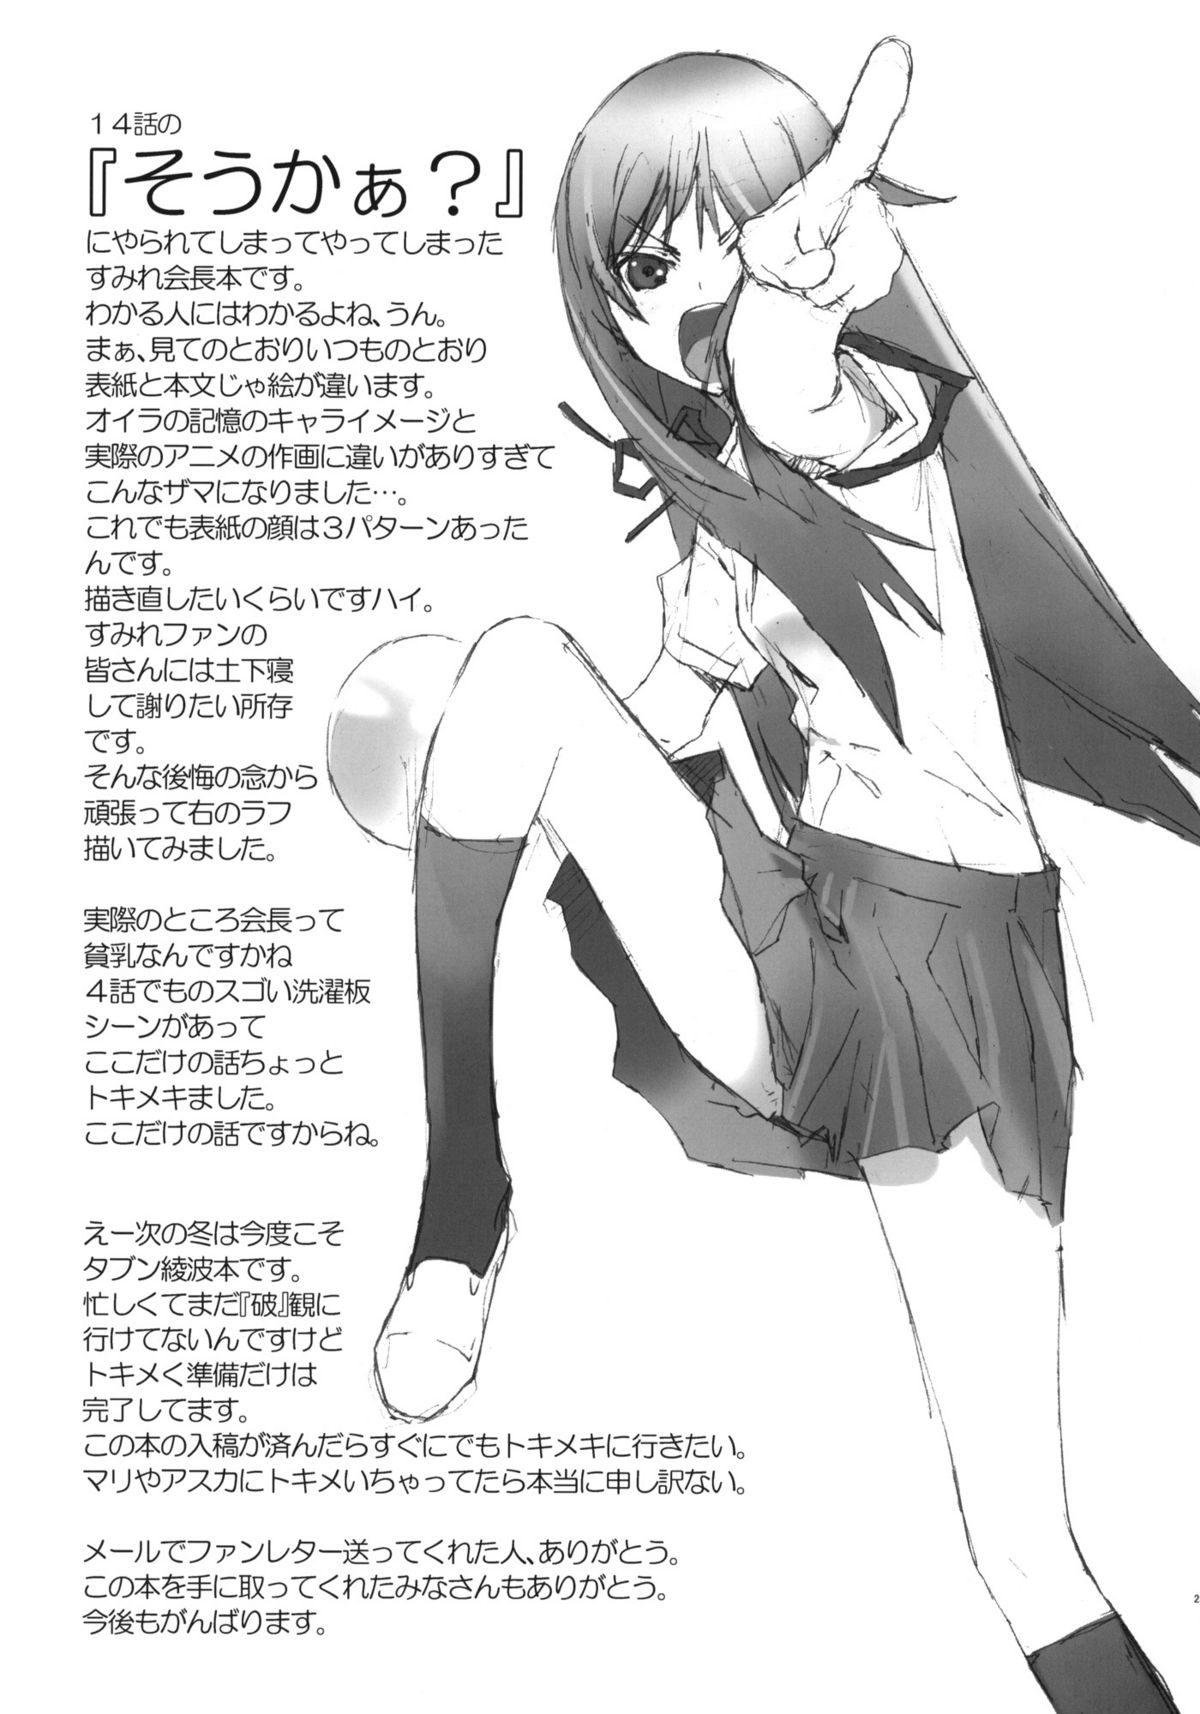 14話の
『そうかぁ？』
にやられてしまってやってしまった
すみれ会長本です。
わかる人にはわかるよね、うん。
まぁ、見てのとおりいつものとおり
表紙と本文じゃ絵が違います。
オイラの記憶のキャライメージと
実際のアニメの作画に違いがありすぎて
こんなザマになりました…。
これでも表紙の顔は３パターンあった
んです。
描き直したいくらいですハイ。
すみれファンの
皆さんには土下寝
して謝りたい所存
です。
そんな後悔の念から
頑張って右のラフ
描いてみました。
実際のところ会長って
貧乳なんですかね
４話でものスゴい洗濯板
シーンがあって
ここだけの話ちょっと
トキメキました。
ここだけの話ですからね。
えー次の冬は今度こそ
タブン綾波本です。
忙しくてまだ『破』観に
行けてないんですけど
トキメく準備だけは
完了してます。
この本の入稿が済んだらすぐにでもトキメキに行きたい。
マリやアスカにトキメいちゃってたら本当に申し訳ない。
メールでファンレター送ってくれた人、ありがとう。
この本を手に取ってくれたみなさんもありがとう。
今後もがんばります。
2